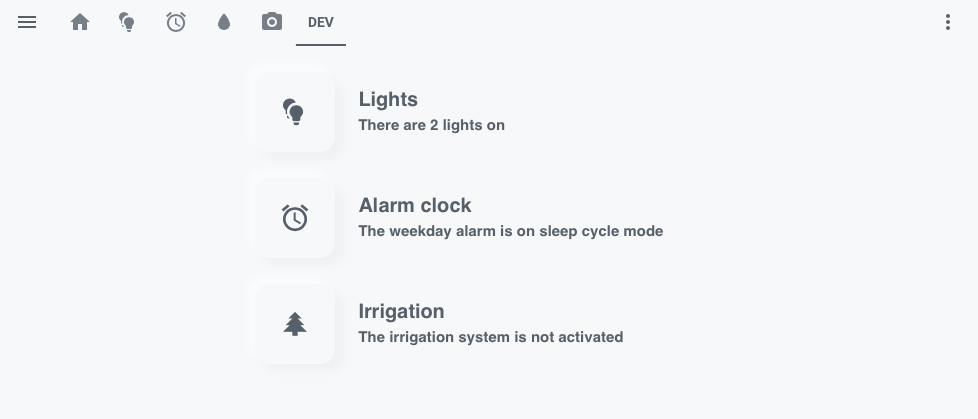 DEV
Lights
There are 2 lights on
Alarm clock
The weekday alarm is on sleep cycle mode
Irrigation
The irrigation system is not activated